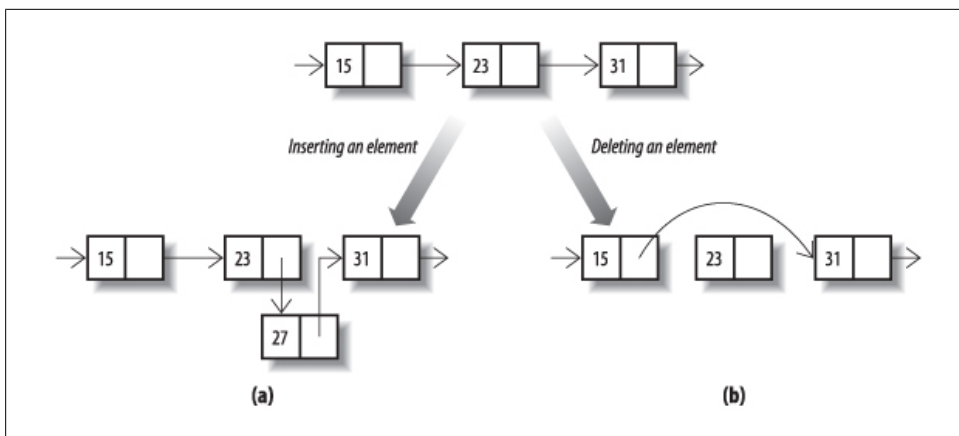 15 23 31
Inserting an element Deleting an element
15 23 31 15 23 31
27
(a) (b)